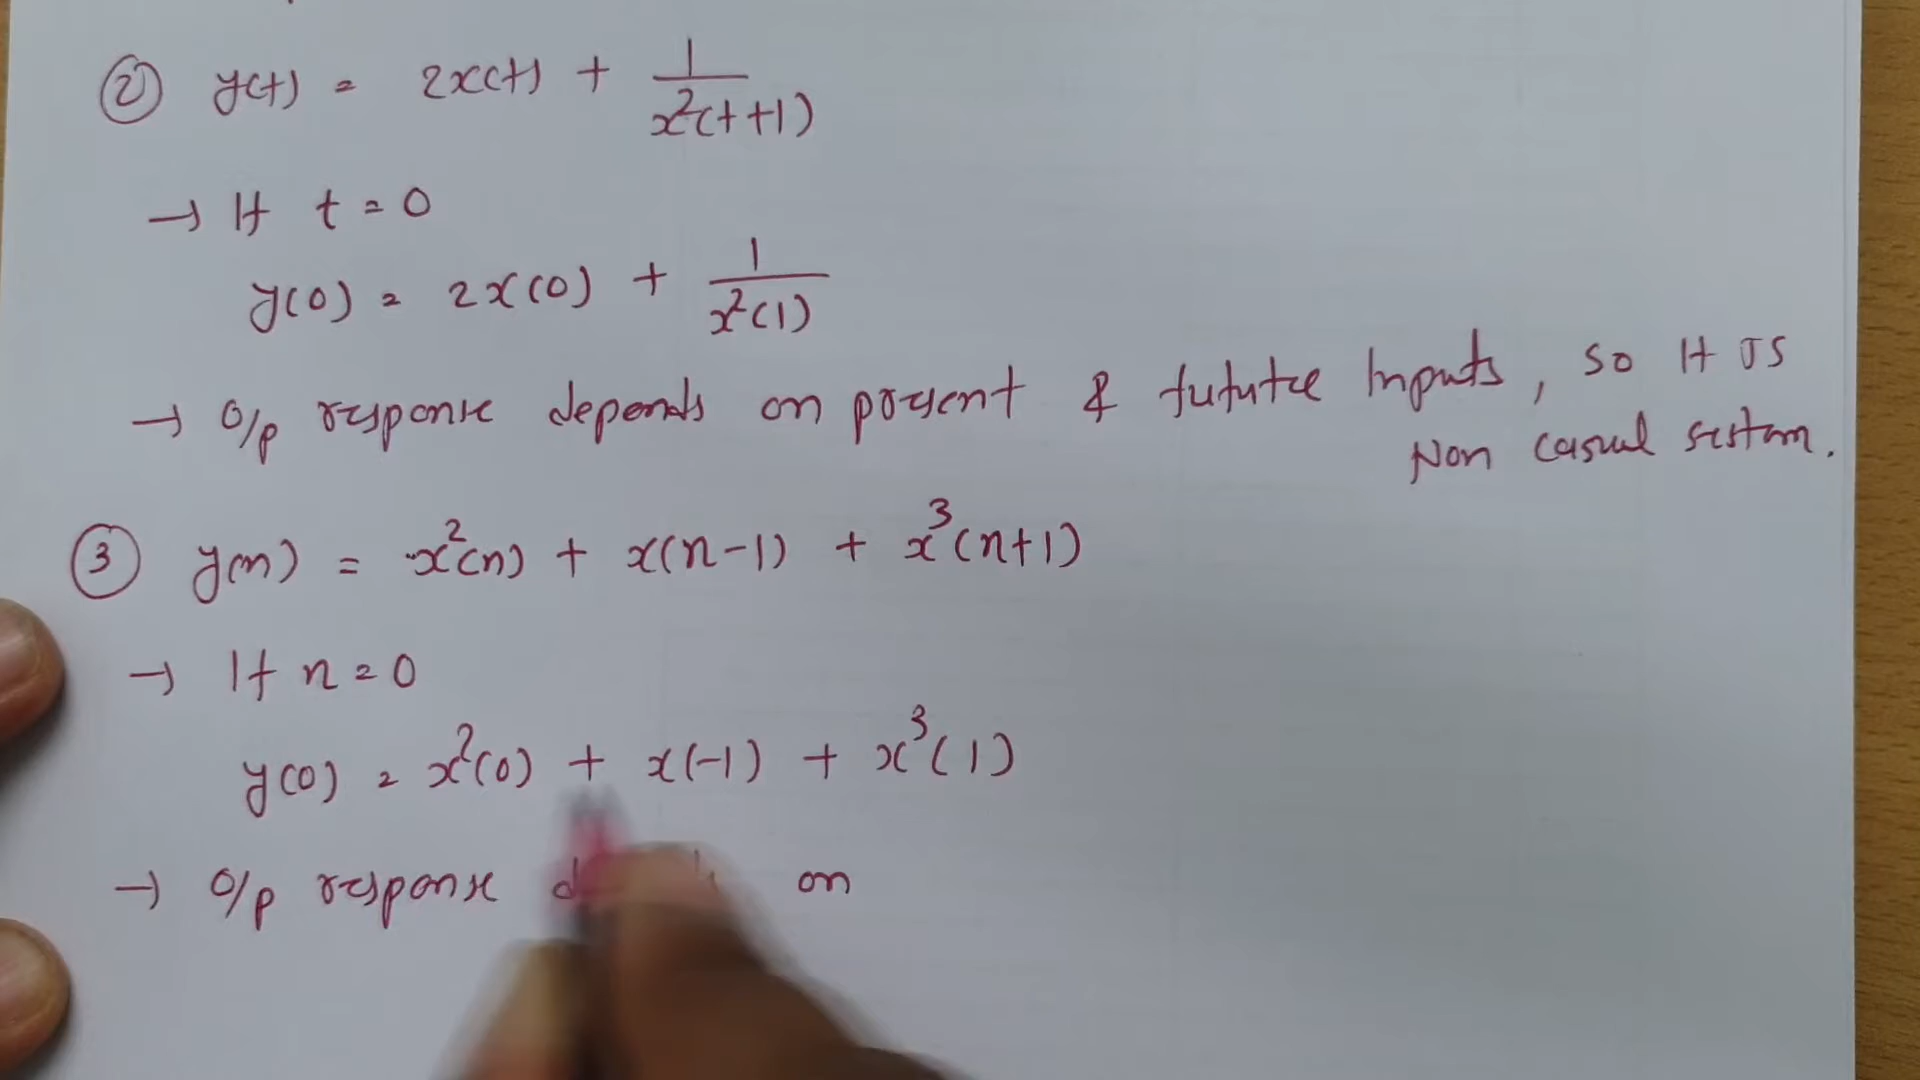 ② y(t) = 2x(t) + 1/x²(t+1)
→ If t=0
y(0) = 2x(0) + 1/x²(1)
→ O/p response depends on present & future Inputs, so It is
Non casual sistem.
③ y(n) = x²(n) + x(n-1) + x³(n+1)
→ If n=0
y(0) = x²(0) + x(-1) + x³(1)
→ O/p response on